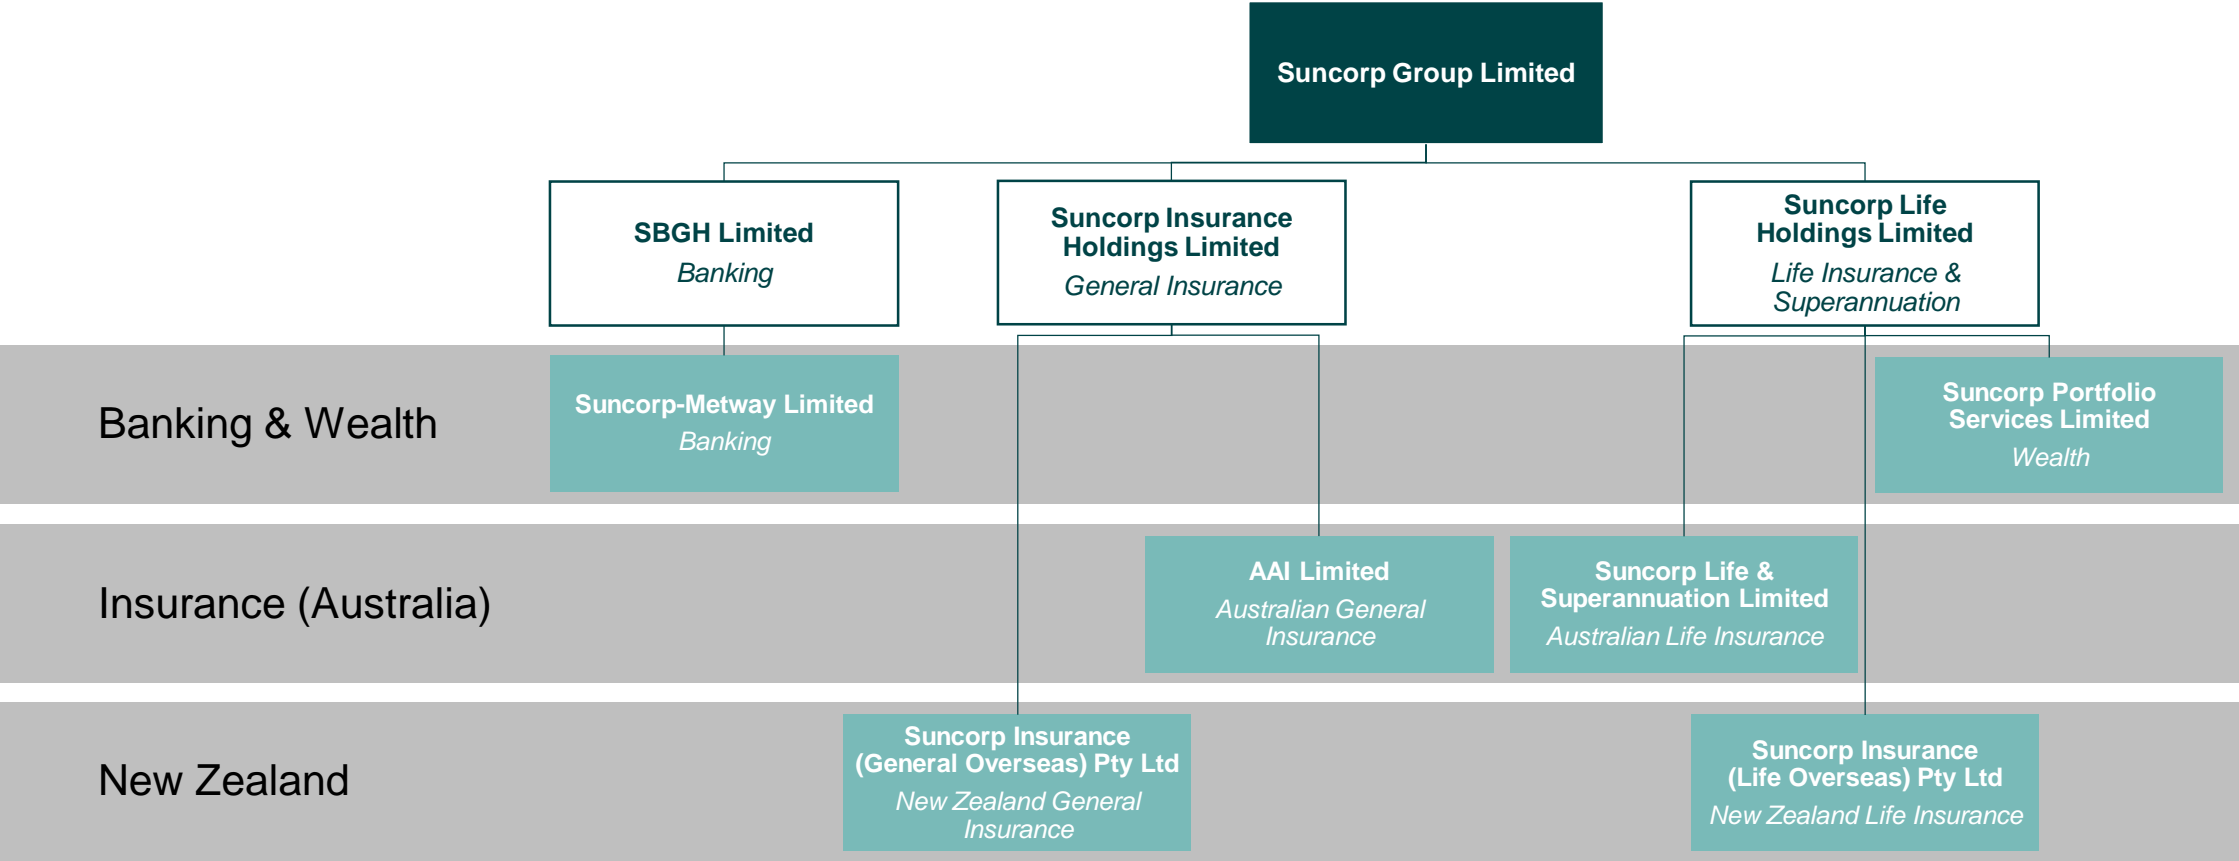 Suncorp Group Limited
SBGH Limited
Banking
Suncorp Insurance
Holdings Limited
General Insurance
Suncorp Life
Holdings Limited
Life Insurance &
Superannuation
Banking & Wealth
Suncorp-Metway Limited
Banking
Suncorp Portfolio
Services Limited
Wealth
Insurance (Australia)
AAI Limited
Australian General
Insurance
Suncorp Life &
Superannuation Limited
Australian Life Insurance
New Zealand
Suncorp Insurance
(General Overseas) Pty Ltd
New Zealand General
Insurance
Suncorp Insurance
(Life Overseas) Pty Ltd
New Zealand Life Insurance